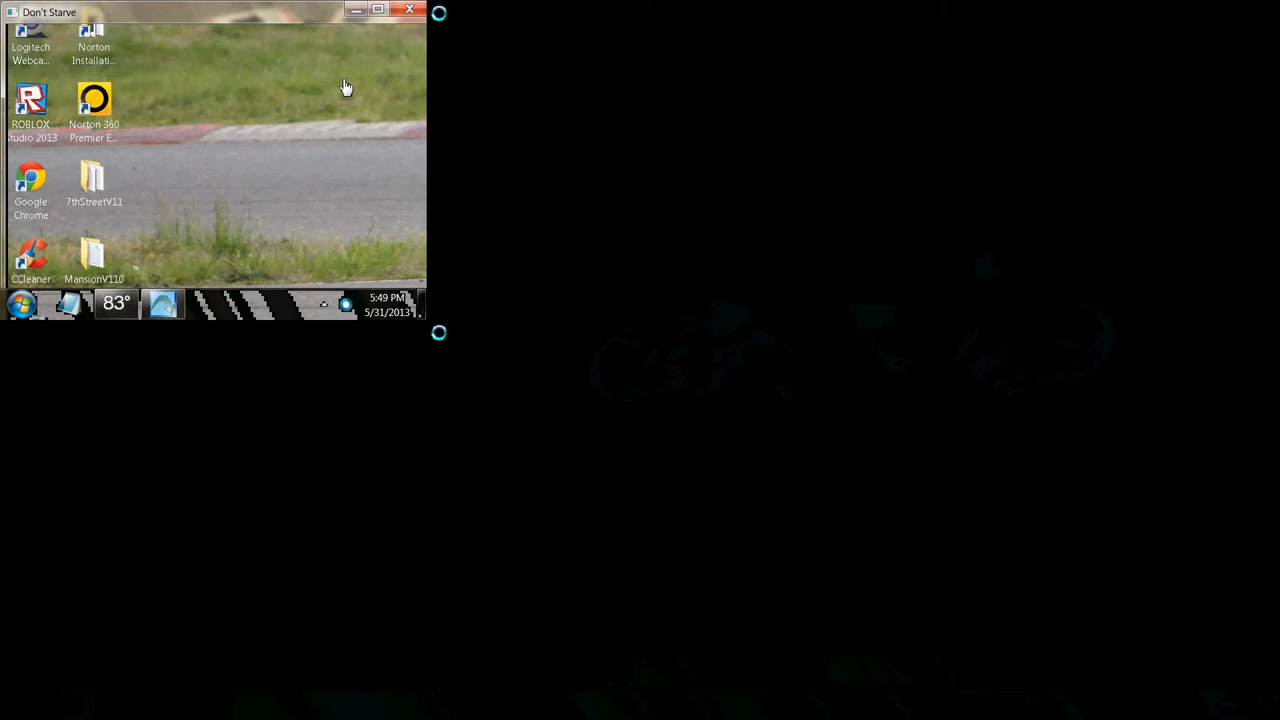 Don't Starve
Logitech
Webca...
Norton
Installati...
ROBLOX
Studio 2013
Norton 360
Premier E...
Google
Chrome
7thStreetV11
CCleaner
MansionV110
83°
5:49 PM
5/31/2013